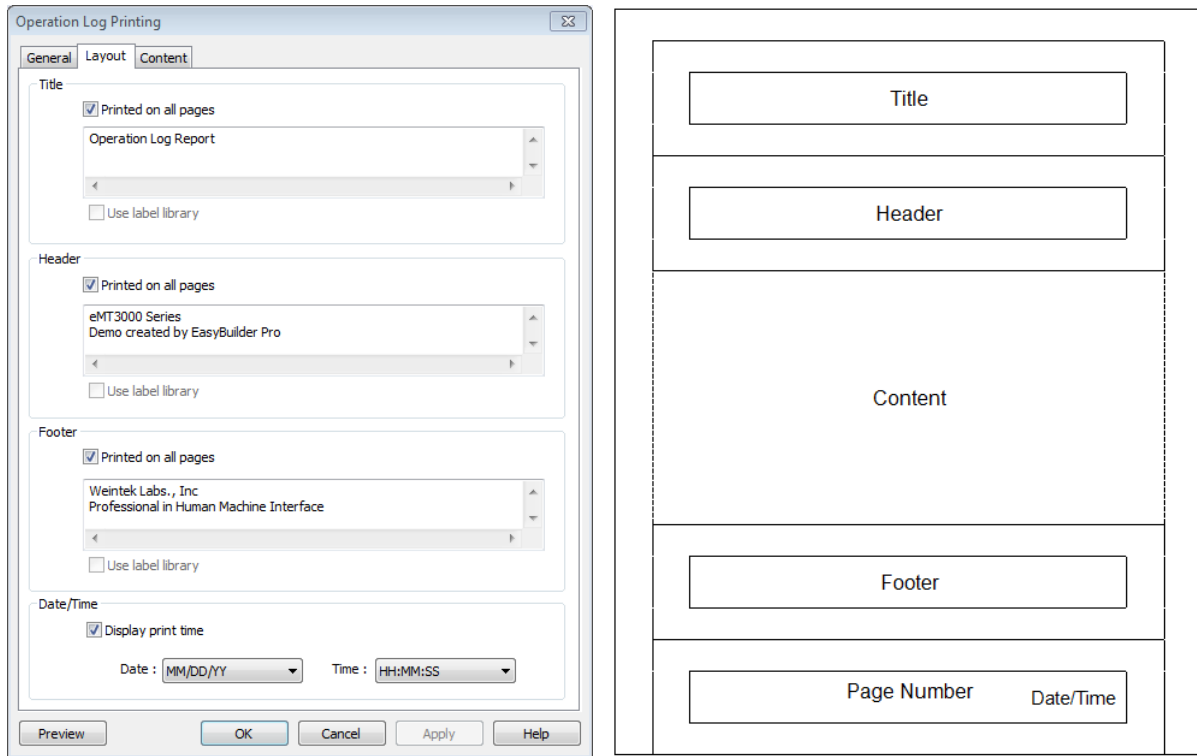 Operation Log Printing
General Layout Content
Title
Printed on all pages
Operation Log Report
Use label library
Header
Printed on all pages
eMT3000 Series
Demo created by EasyBuilder Pro
Use label library
Footer
Printed on all pages
Weintek Labs., Inc
Professional in Human Machine Interface
Use label library
Date/Time
Display print time
Date : MM/DD/YY Time : HH:MM:SS
Preview OK Cancel Apply Help
Title
Header
Content
Footer
Page Number Date/Time